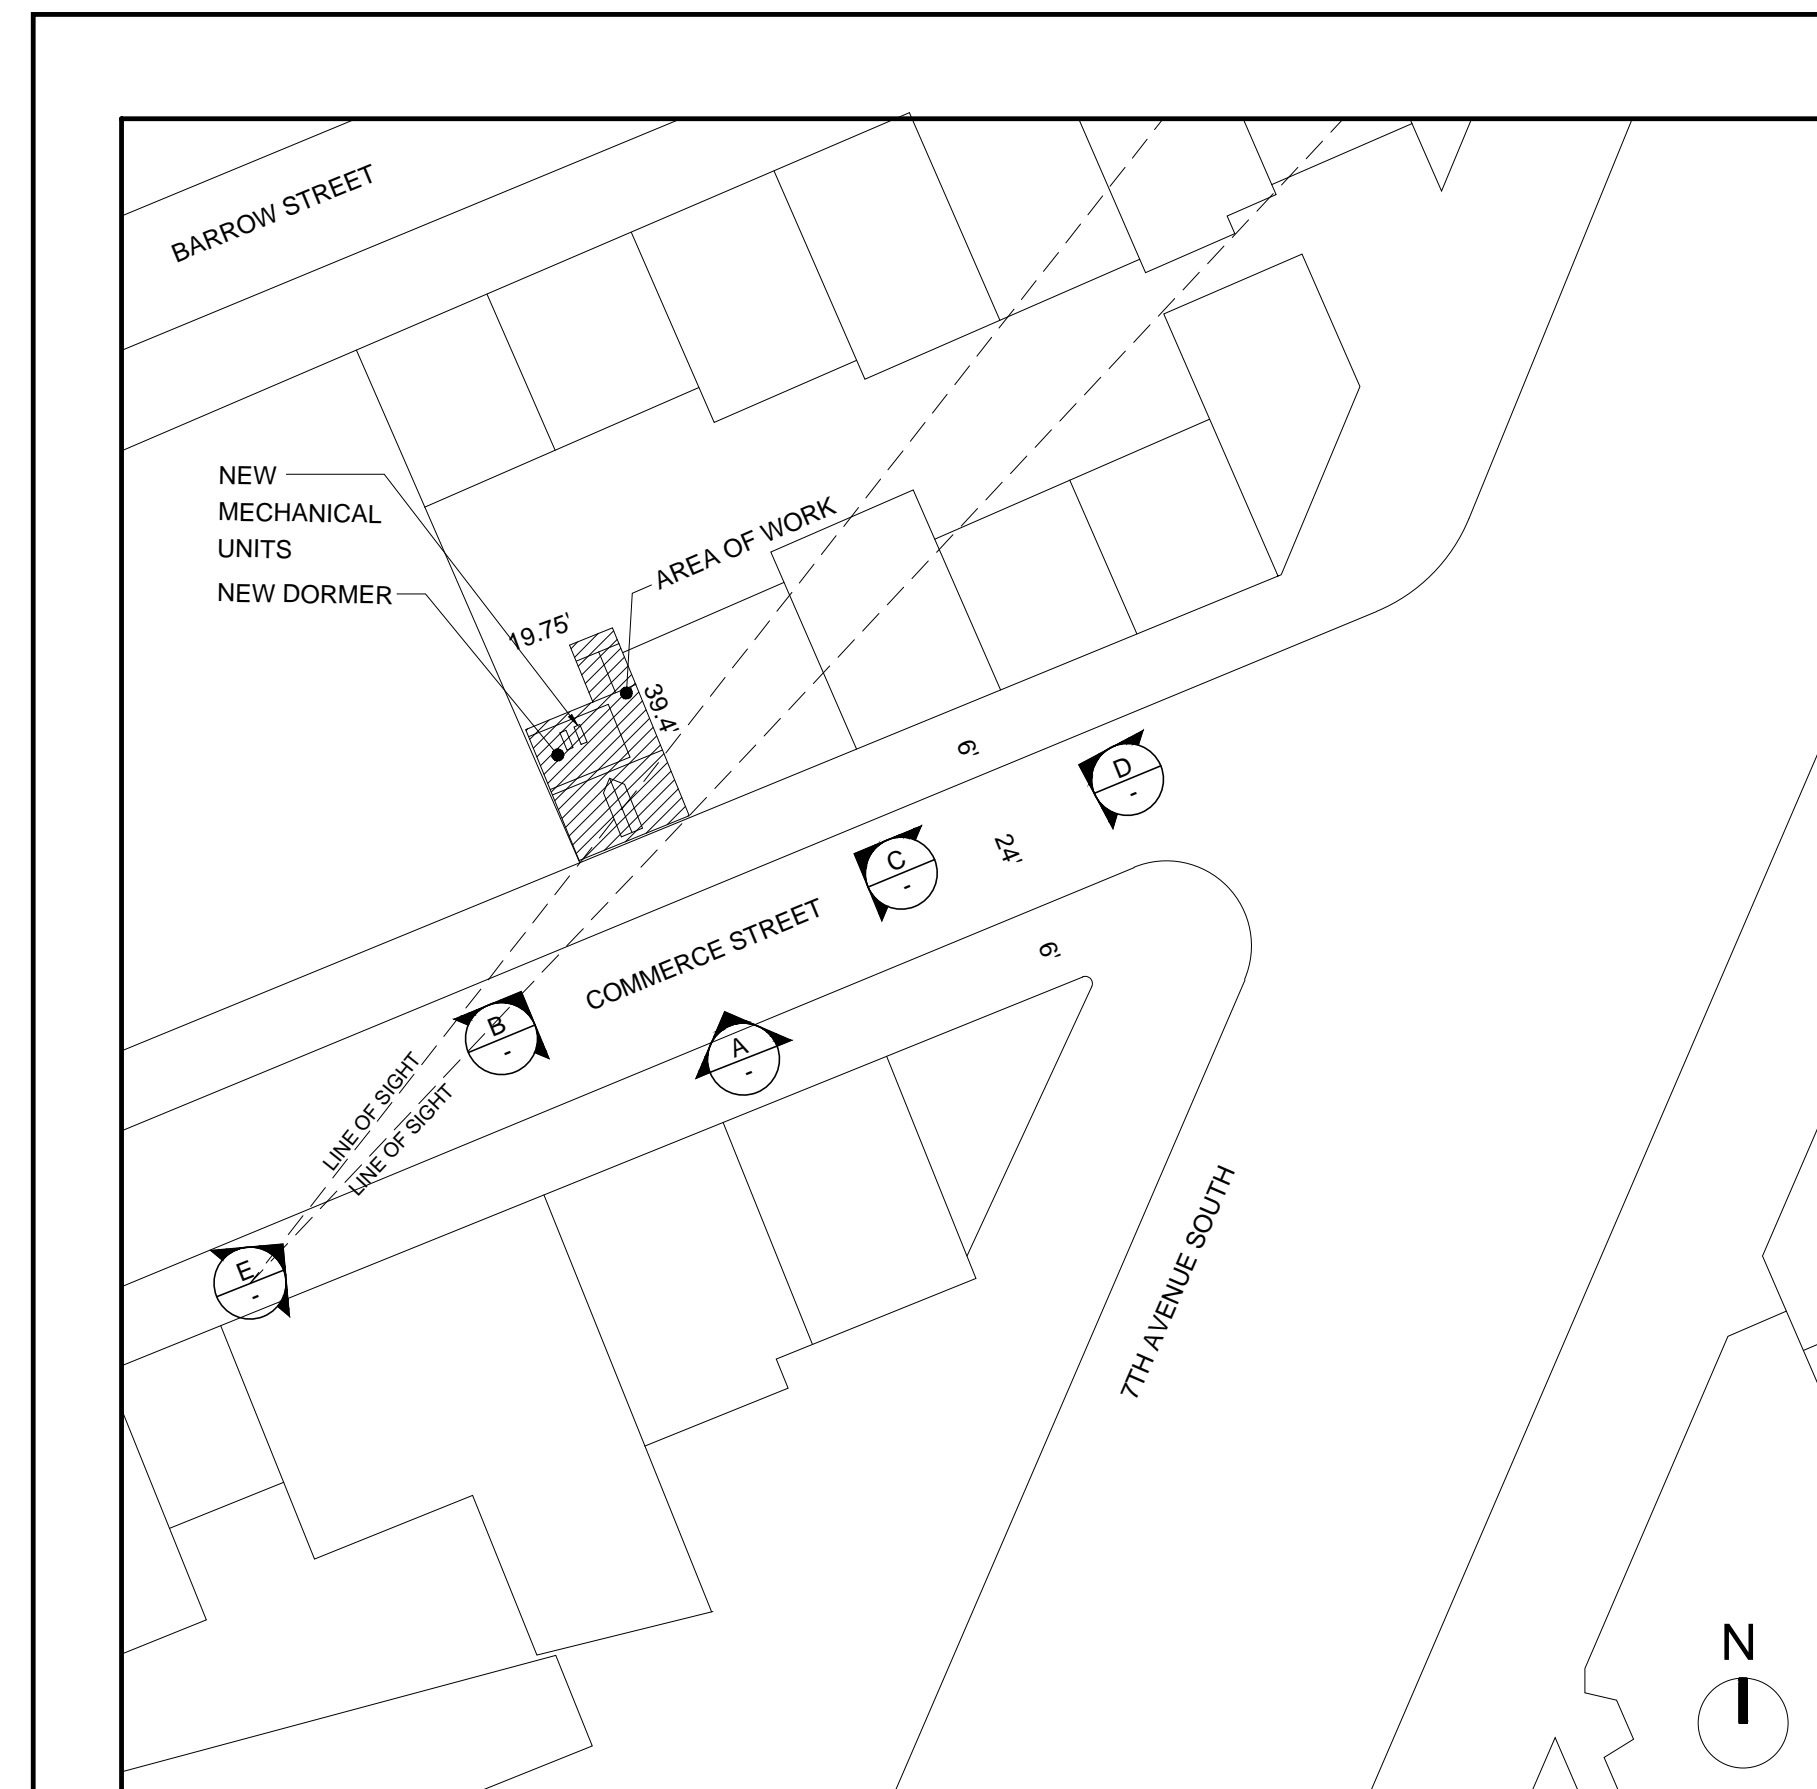 BARROW STREET
NEW
MECHANICAL
UNITS
NEW DORMER
AREA OF WORK
19.75'
39.4'
6'
D
-
24'
C
-
COMMERCE STREET
6'
B
-
A
-
LINE OF SIGHT
LINE OF SIGHT
E
-
7TH AVENUE SOUTH
N